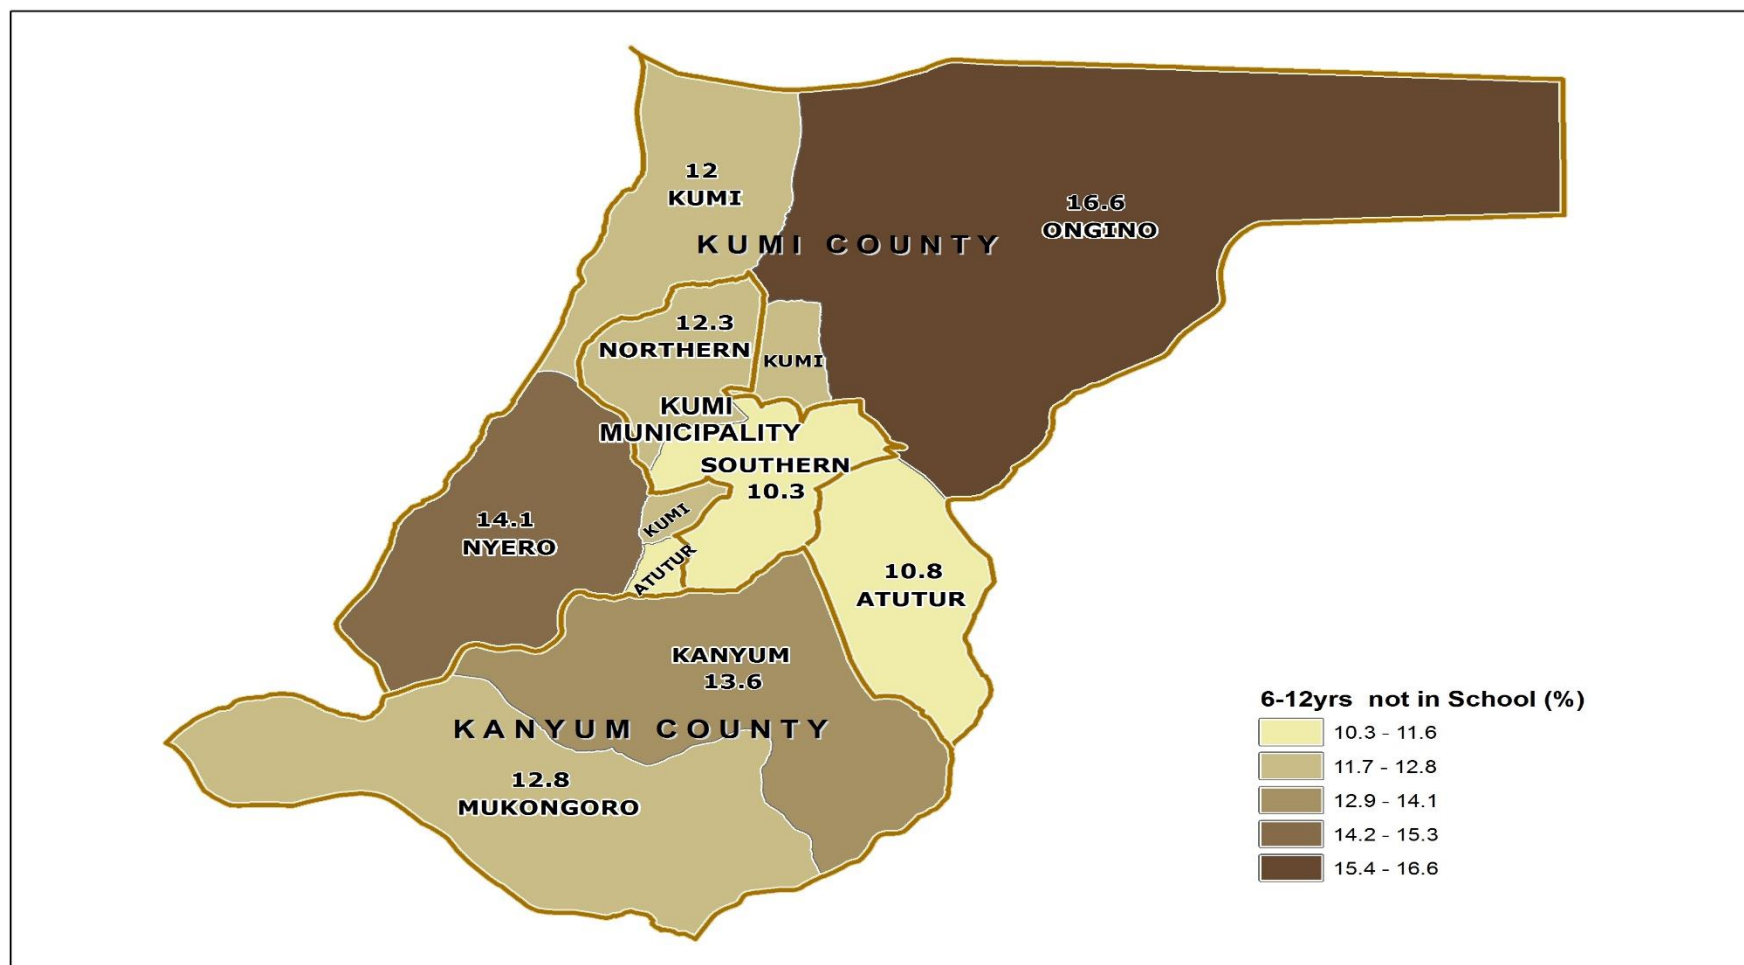 12
KUMI
16.6
ONGINO
KUMI COUNTY
12.3
NORTHERN
KUMI
KUMI
MUNICIPALITY
SOUTHERN
10.3
14.1
NYERO
KUMI
ATUTUR
10.8
ATUTUR
KANYUM
13.6
KANYUM COUNTY
12.8
MUKONGORO
6-12yrs not in School (%)
10.3 - 11.6
11.7 - 12.8
12.9 - 14.1
14.2 - 15.3
15.4 - 16.6